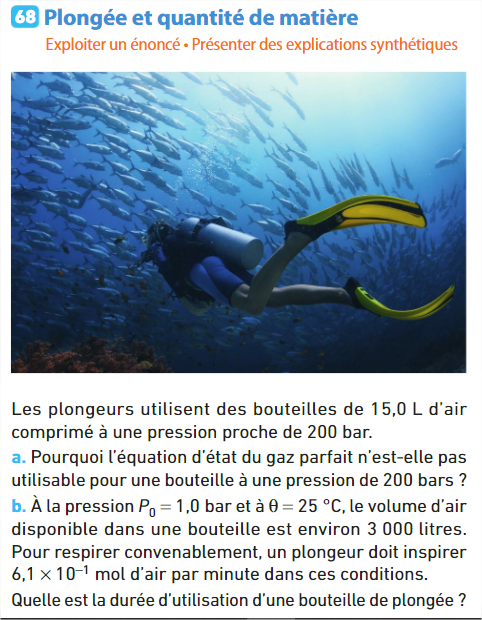 68 Plongée et quantité de matière
Exploiter un énoncé • Présenter des explications synthétiques
Les plongeurs utilisent des bouteilles de 15,0 L d'air
comprimé à une pression proche de 200 bar.
a. Pourquoi l'équation d'état du gaz parfait n'est-elle pas
utilisable pour une bouteille à une pression de 200 bars ?
b. À la pression P₀ = 1,0 bar et à θ = 25 °C, le volume d'air
disponible dans une bouteille est environ 3 000 litres.
Pour respirer convenablement, un plongeur doit inspirer
6,1 × 10⁻¹ mol d'air par minute dans ces conditions.
Quelle est la durée d'utilisation d'une bouteille de plongée ?